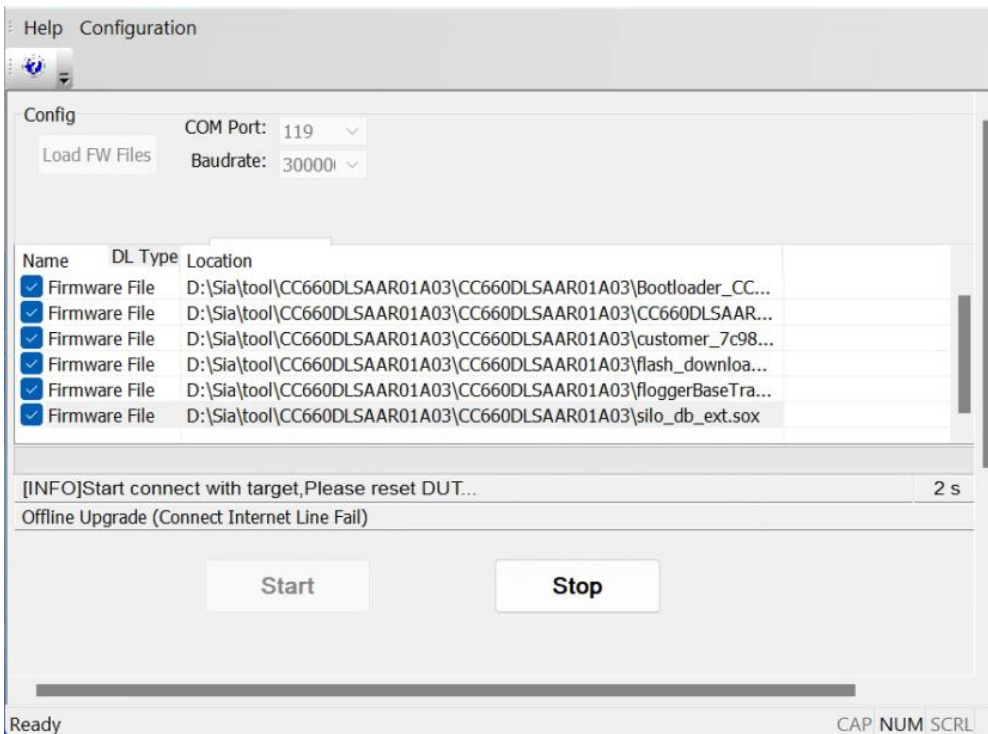 Help Configuration
Config
Load FW Files
COM Port: 119
Baudrate: 30000
Name DL Type Location
Firmware File D:\Sia\tool\CC660DLSAAR01A03\CC660DLSAAR01A03\Bootloader_CC...
Firmware File D:\Sia\tool\CC660DLSAAR01A03\CC660DLSAAR01A03\CC660DLSAAR...
Firmware File D:\Sia\tool\CC660DLSAAR01A03\CC660DLSAAR01A03\customer_7c98...
Firmware File D:\Sia\tool\CC660DLSAAR01A03\CC660DLSAAR01A03\flash_downloa...
Firmware File D:\Sia\tool\CC660DLSAAR01A03\CC660DLSAAR01A03\floggerBaseTra...
Firmware File D:\Sia\tool\CC660DLSAAR01A03\CC660DLSAAR01A03\silo_db_ext.sox
[INFO]Start connect with target,Please reset DUT... 2 s
Offline Upgrade (Connect Internet Line Fail)
Start Stop
Ready CAP NUM SCRL